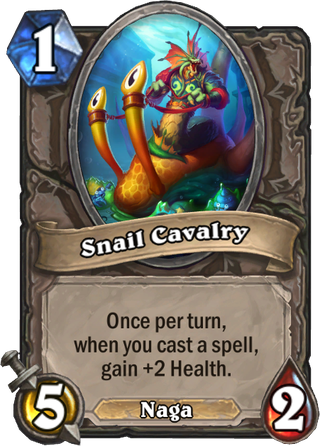 1
Snail Cavalry
Once per turn,
when you cast a spell,
gain +2 Health.
5
Naga
2